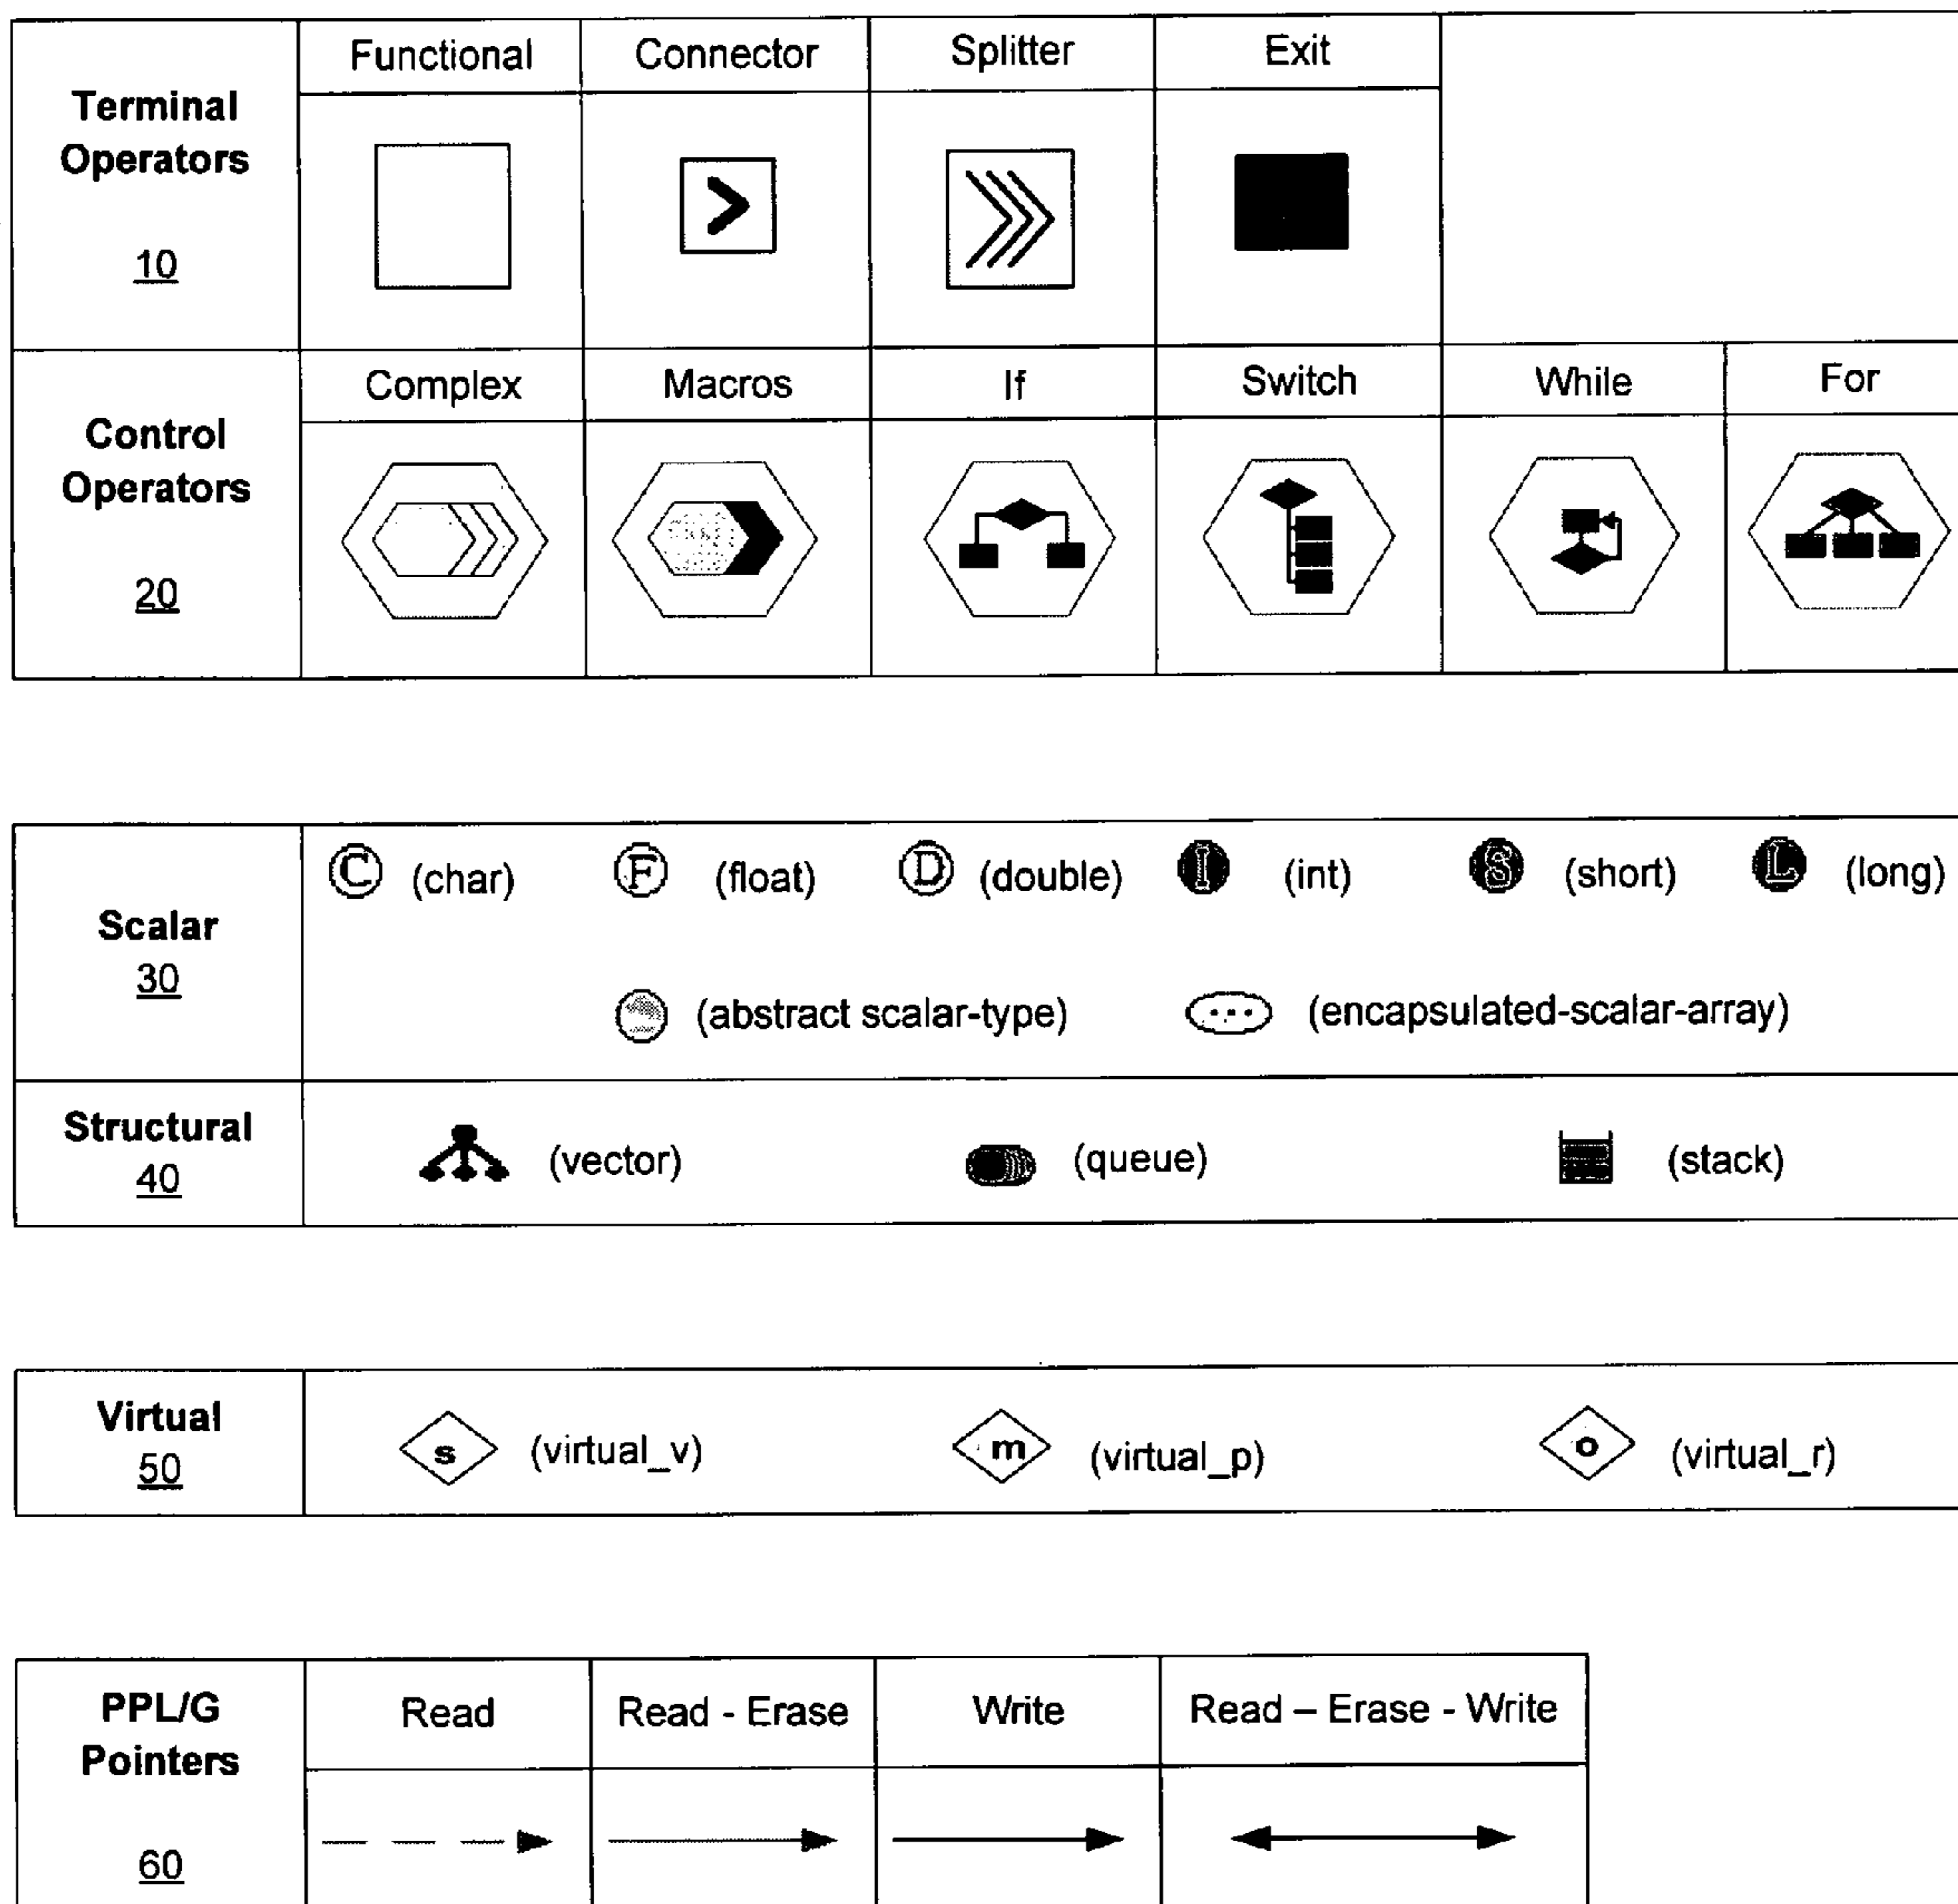 Terminal
Operators
10
Functional
Connector
Splitter
Exit
Control
Operators
20
Complex
Macros
If
Switch
While
For
Scalar
30
C (char)
F (float)
D (double)
I (int)
S (short)
L (long)
(abstract scalar-type)
(encapsulated-scalar-array)
Structural
40
(vector)
(queue)
(stack)
Virtual
50
s (virtual_v)
m (virtual_p)
o (virtual_r)
PPL/G
Pointers
60
Read
Read - Erase
Write
Read – Erase - Write